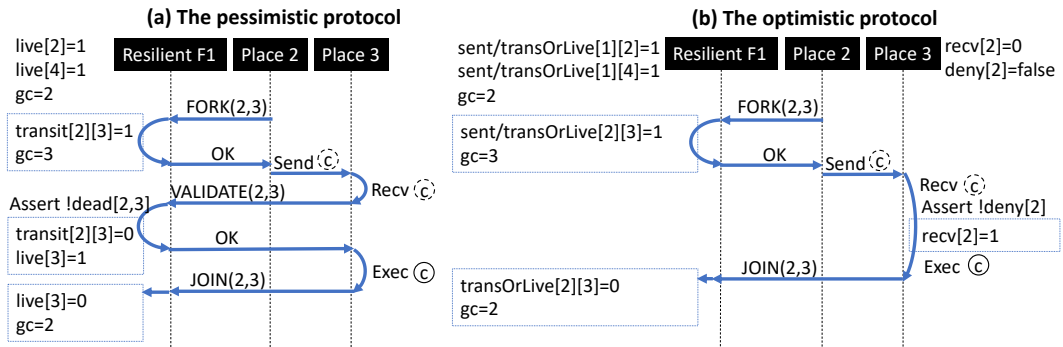 (a) The pessimistic protocol
live[2]=1
live[4]=1
gc=2
Resilient F1
Place 2
Place 3
FORK(2,3)
transit[2][3]=1
gc=3
OK
Send c
Recv c
VALIDATE(2,3)
Assert !dead[2,3]
transit[2][3]=0
live[3]=1
OK
Exec c
JOIN(2,3)
live[3]=0
gc=2
(b) The optimistic protocol
sent/transOrLive[1][2]=1
sent/transOrLive[1][4]=1
gc=2
Resilient F1
Place 2
Place 3
recv[2]=0
deny[2]=false
FORK(2,3)
sent/transOrLive[2][3]=1
gc=3
OK
Send c
Recv c
Assert !deny[2]
recv[2]=1
Exec c
JOIN(2,3)
transOrLive[2][3]=0
gc=2